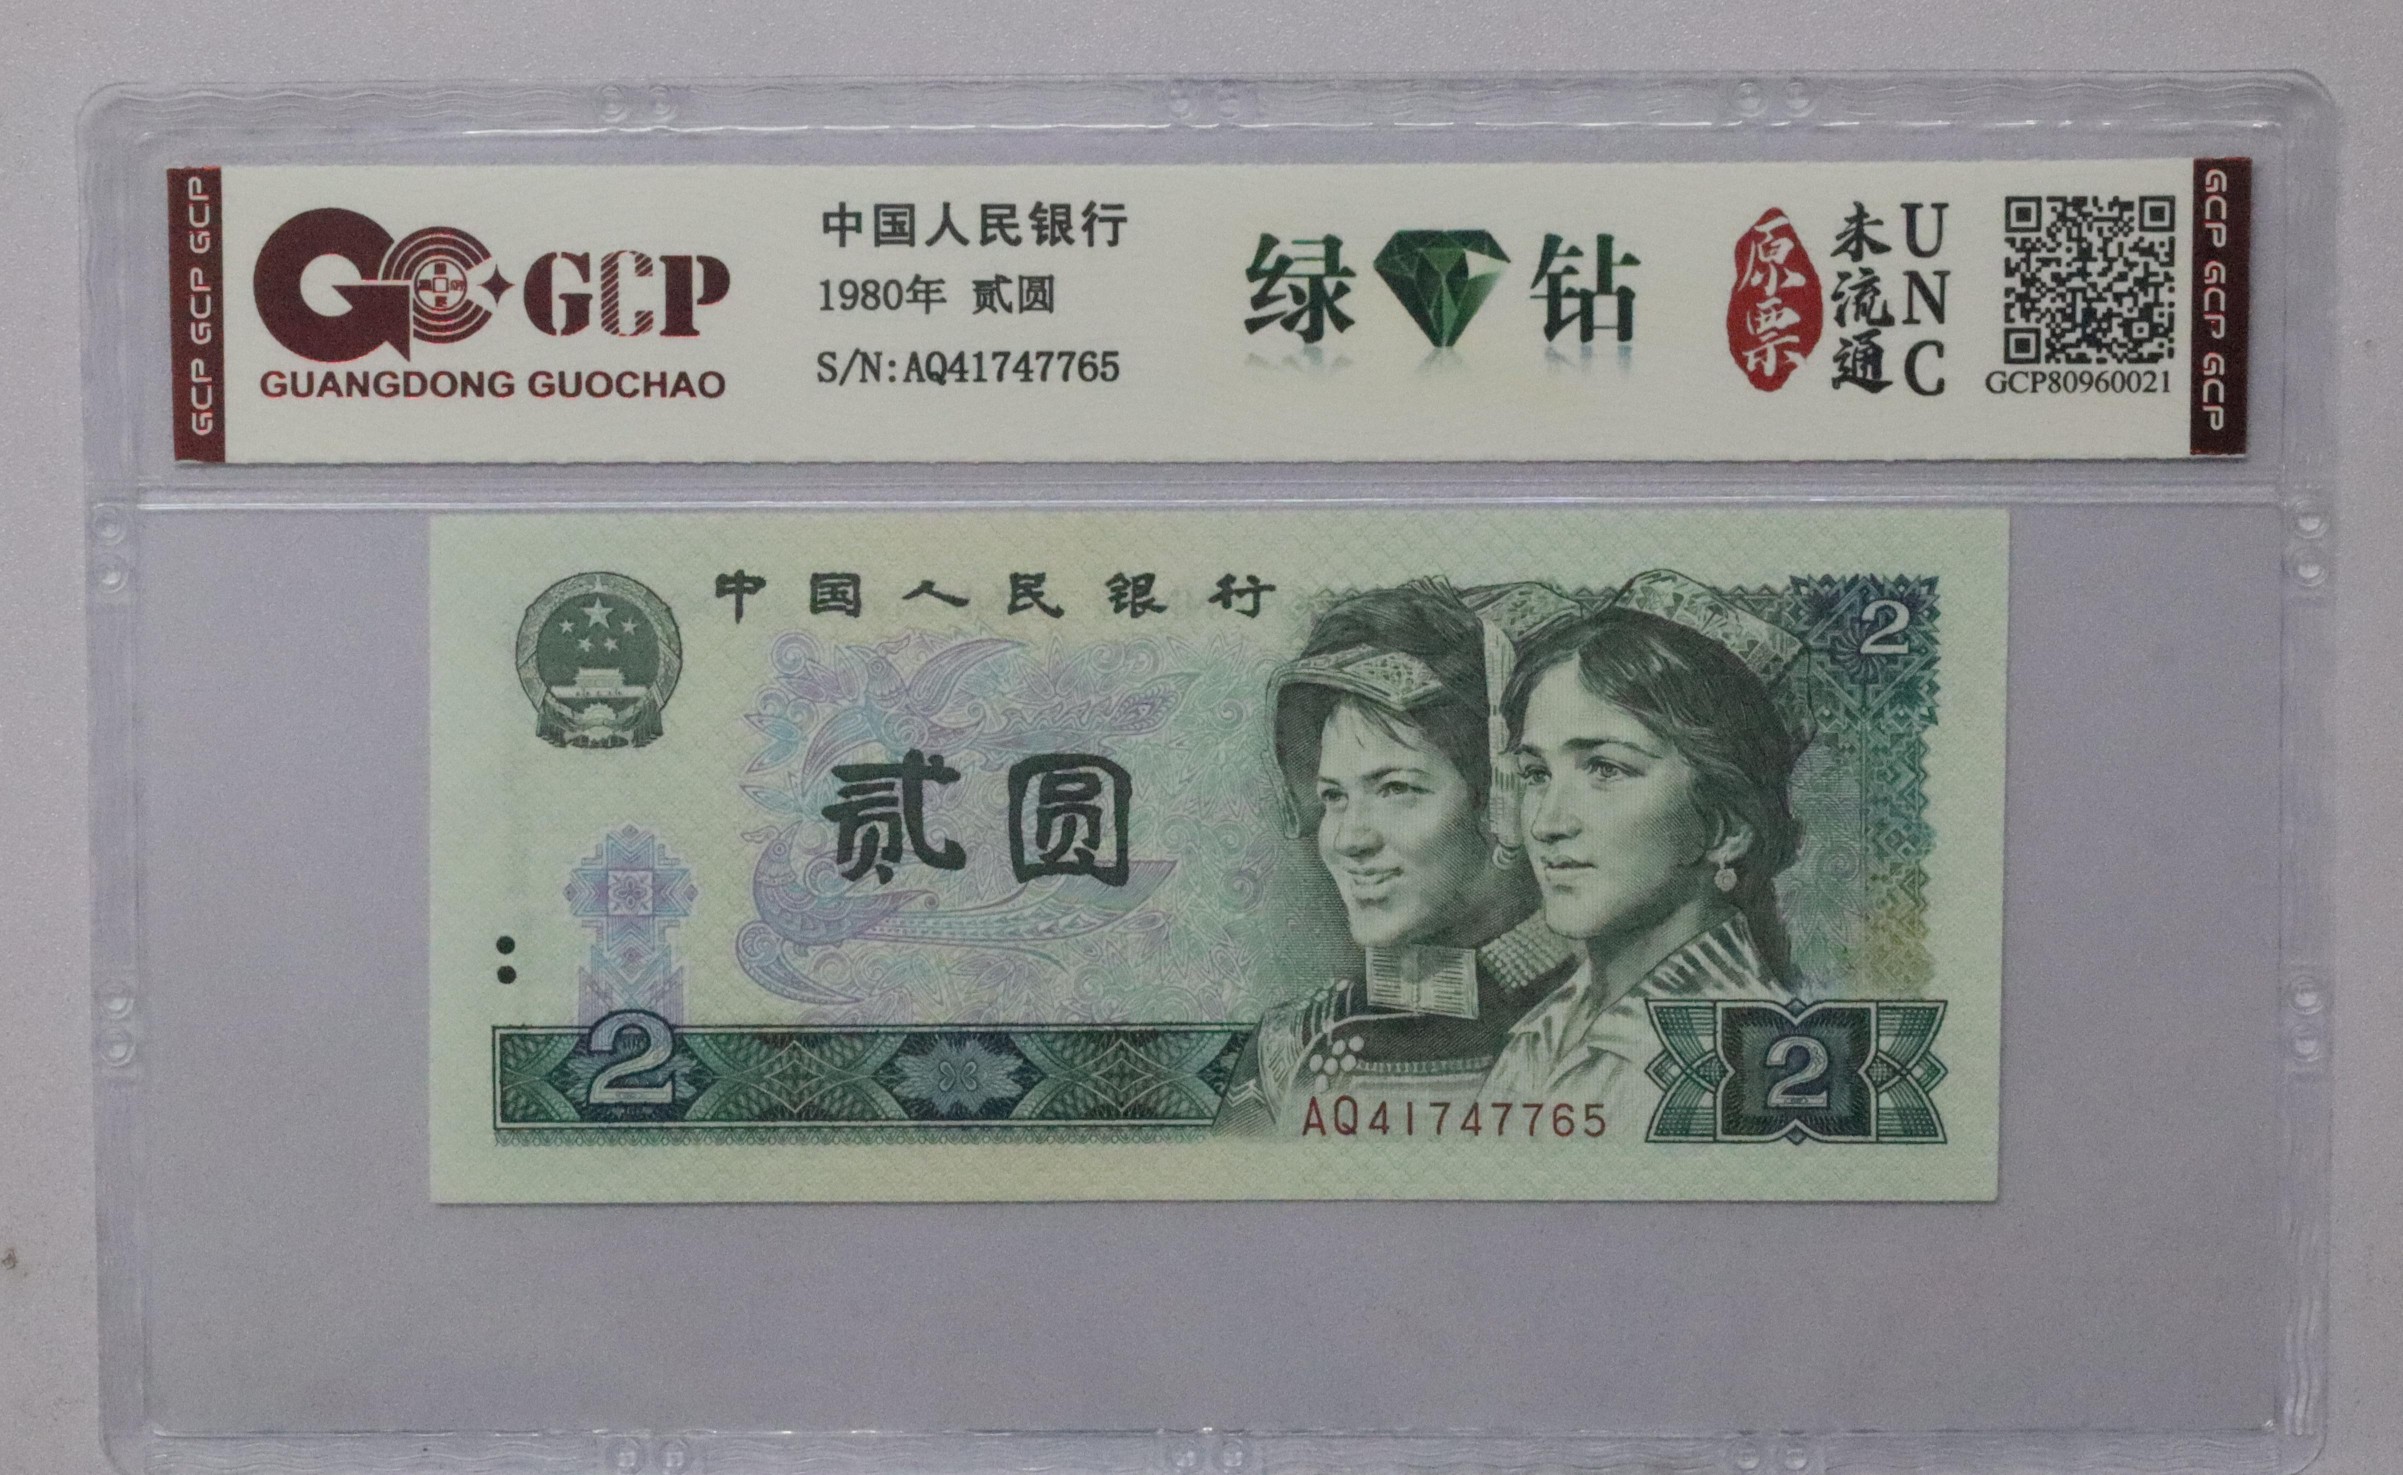 GCP GCP GCP
GCP
GUANGDONG GUOCHAO
中国人民银行
1980年 贰圆
S/N:AQ41747765
绿钻
原票
未流通
UNC
GCP80960021
GCP GCP GCP
中国人民银行
2
贰圆
2
AQ41747765
2